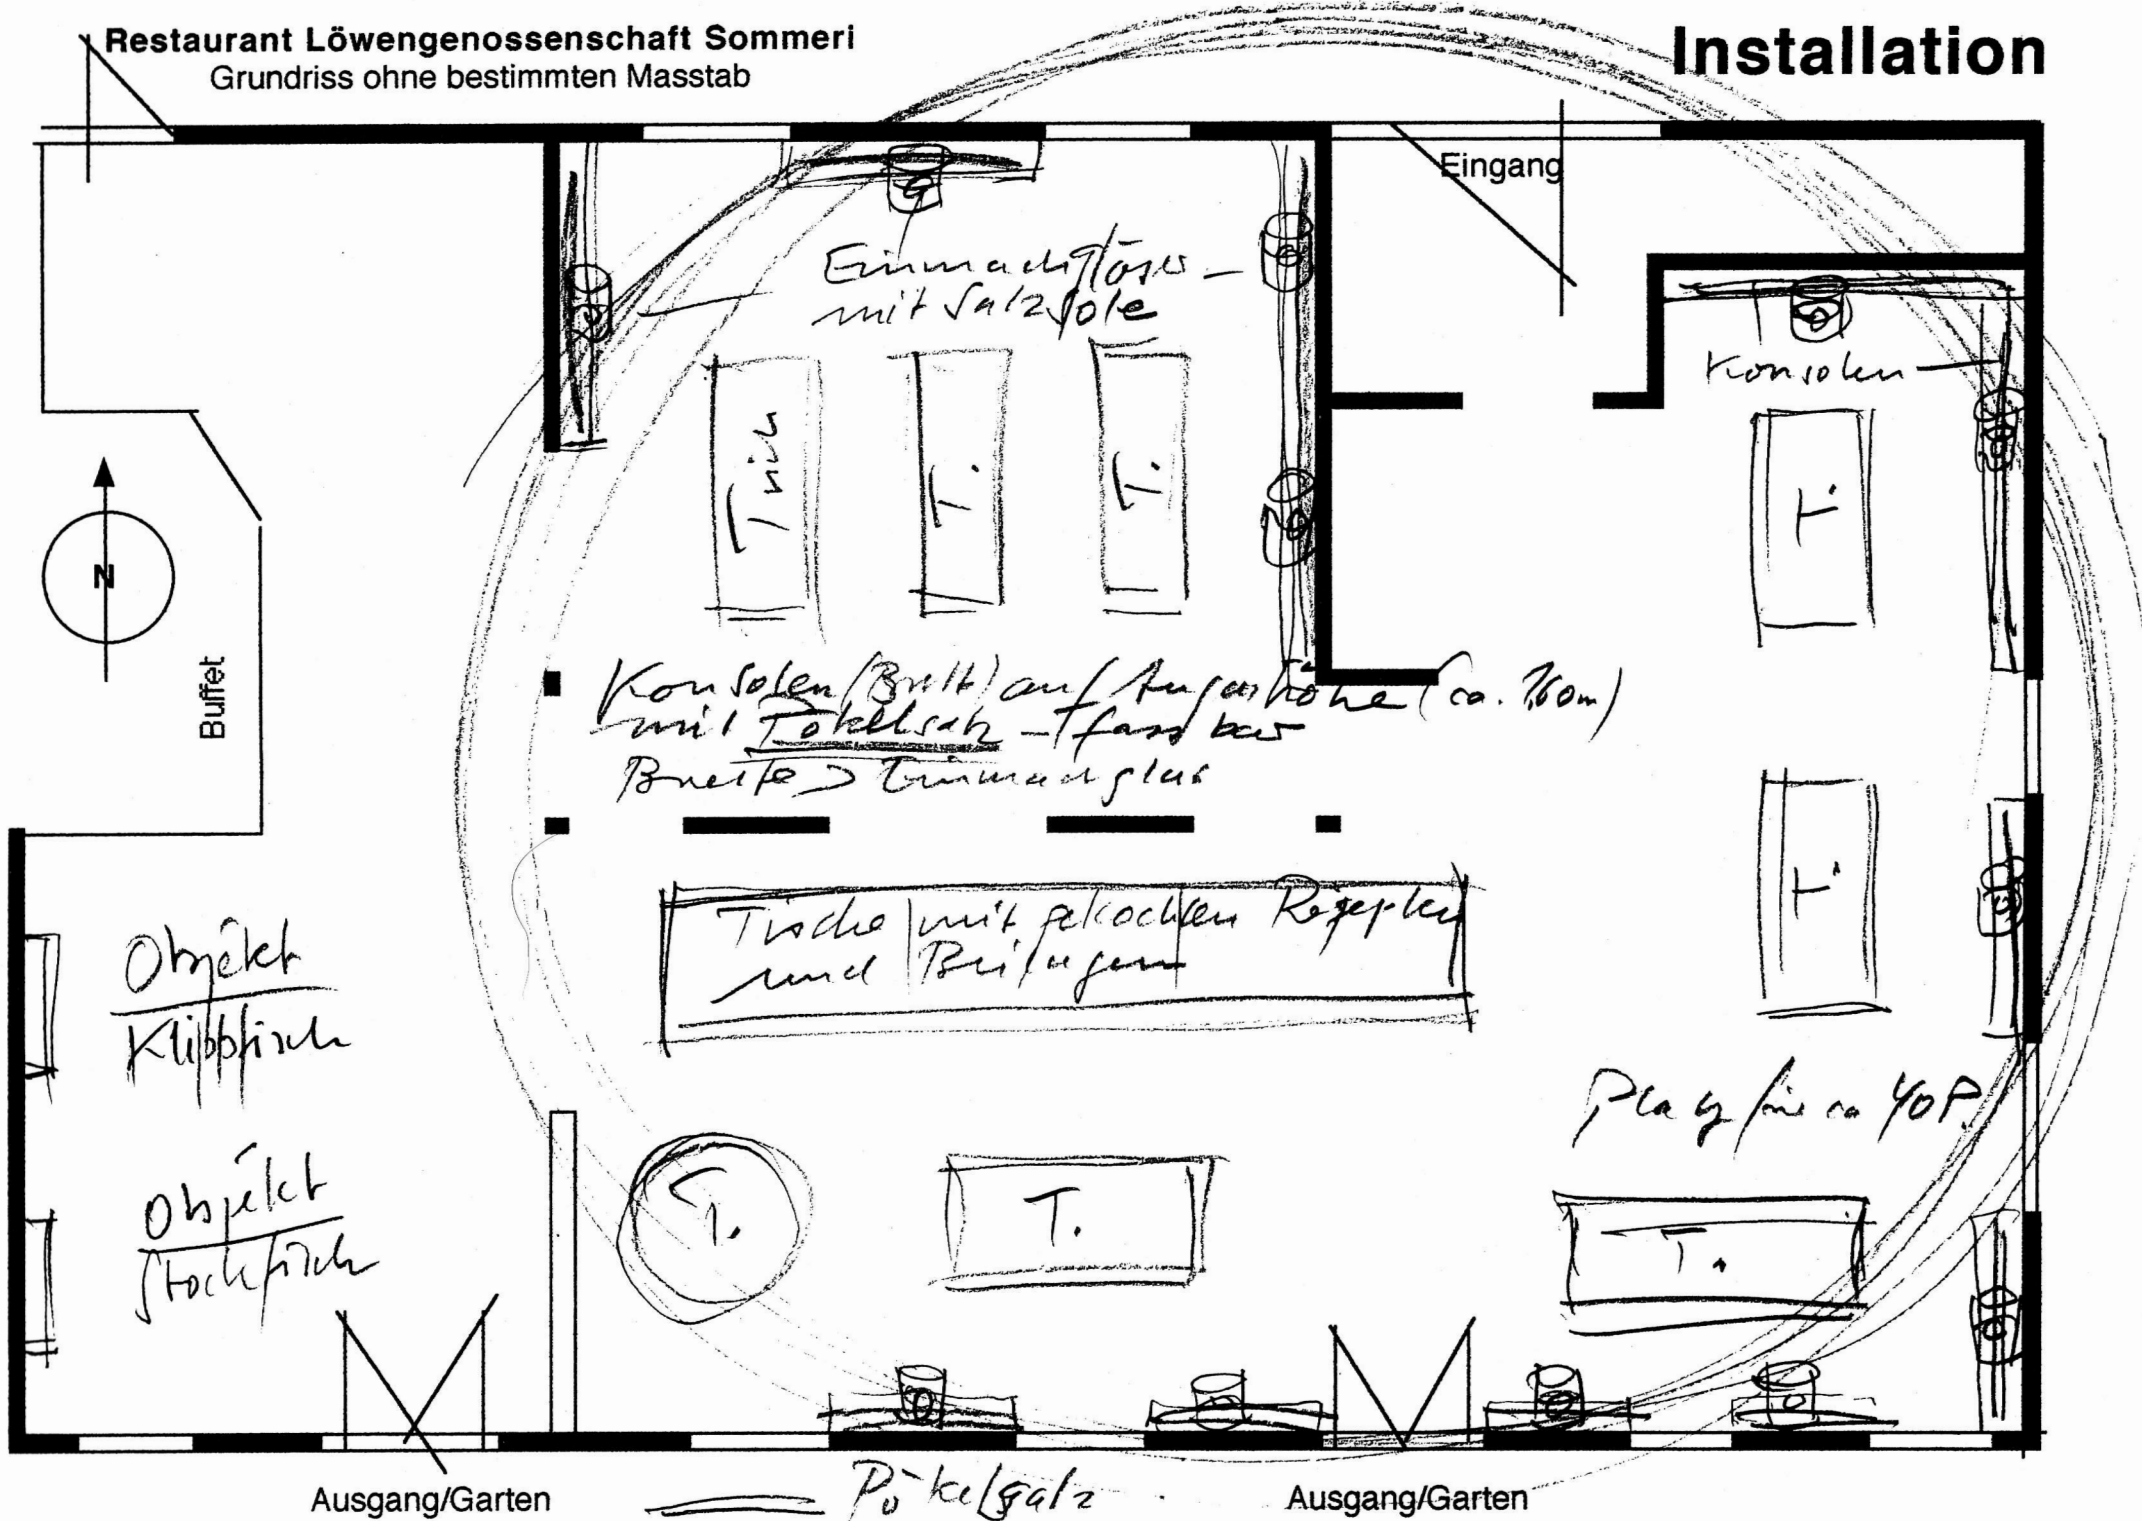 Restaurant Löwengenossenschaft Sommeri
Grundriss ohne bestimmten Masstab
Installation
Eingang
Einmachgläser
mit Salzsole
Konsolen
Tisch
T.
T.
T.
N
Buffet
Konsolen (Brett) auf Augenhöhe (ca. 1,60m)
mit Pökelsalz – fassbar
Breite > Einmachglas
T.
Tische mit gekochten Rezepten
und Beilagen
Objekt
Klippfisch
Platz für ca 40 P.
Objekt
Stockfisch
T.
T.
T.
Ausgang/Garten
Pökelsalz
Ausgang/Garten